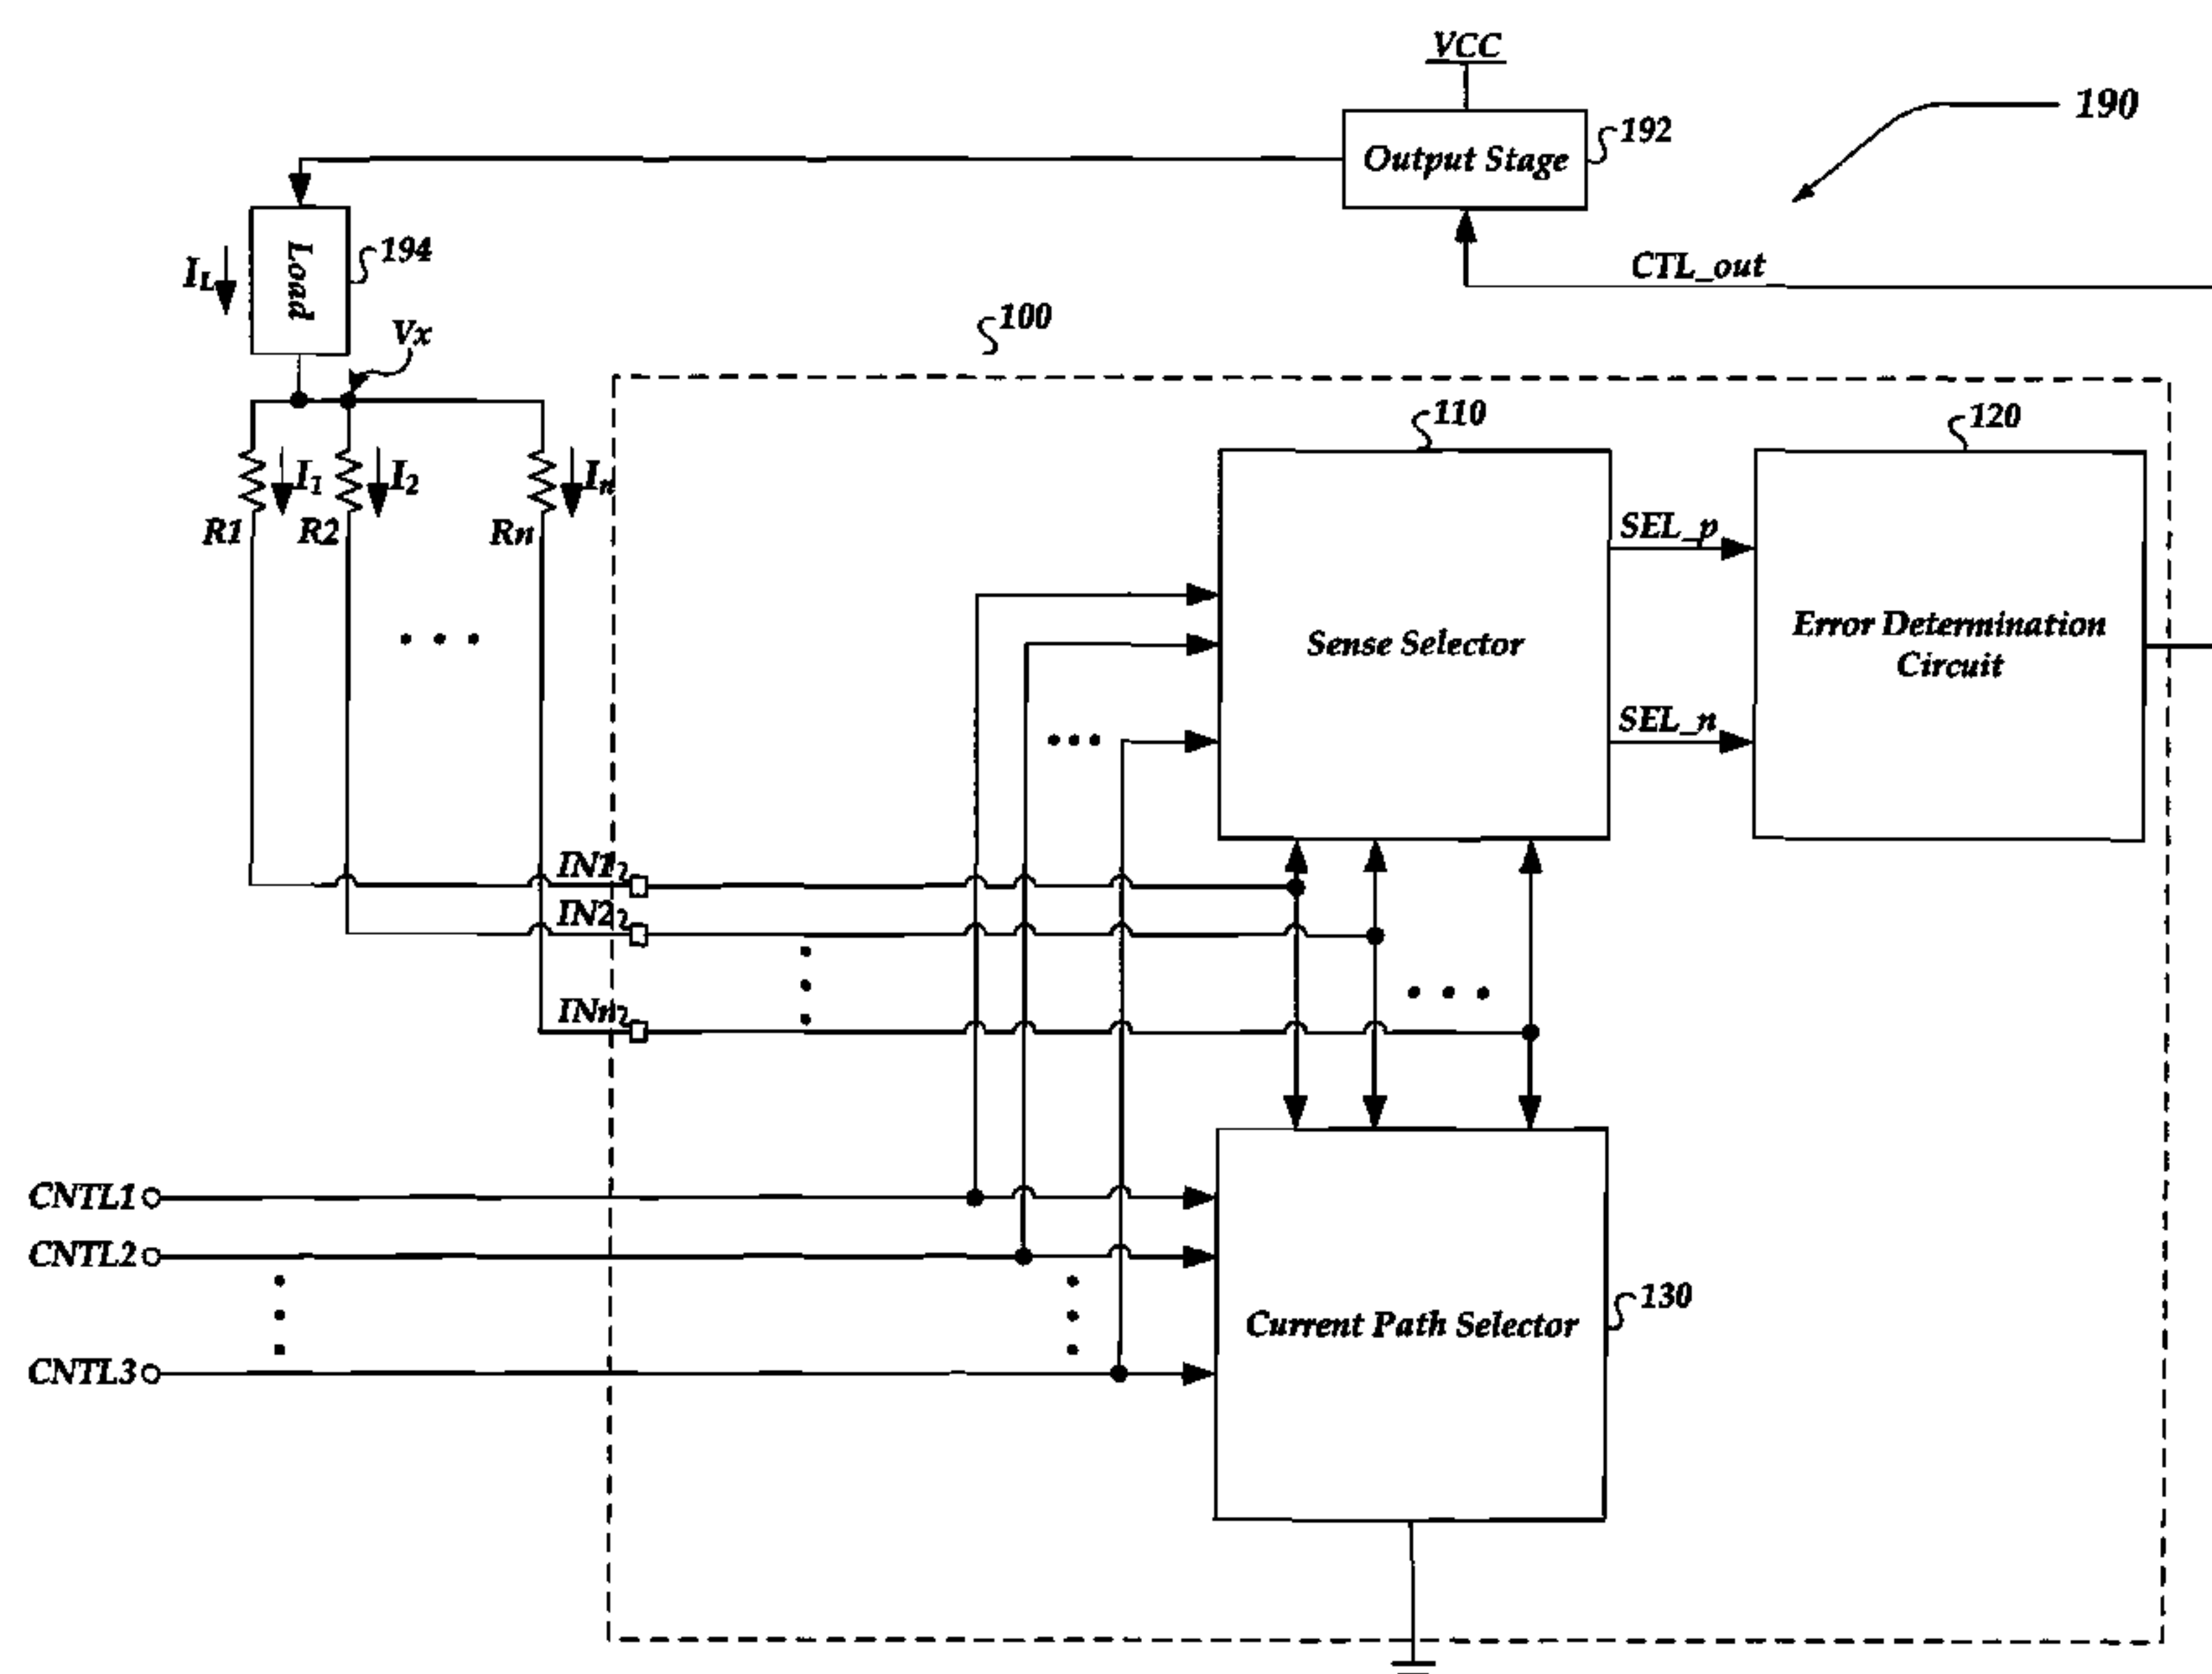 VCC
190
192
Output Stage
194
Load
IL
CTL_out
Vx
100
110
120
I1
I2
In
R1
R2
Rn
SEL_p
Sense Selector
Error Determination
Circuit
SEL_n
IN1
IN2
INn
CNTL1
CNTL2
CNTL3
Current Path Selector
130